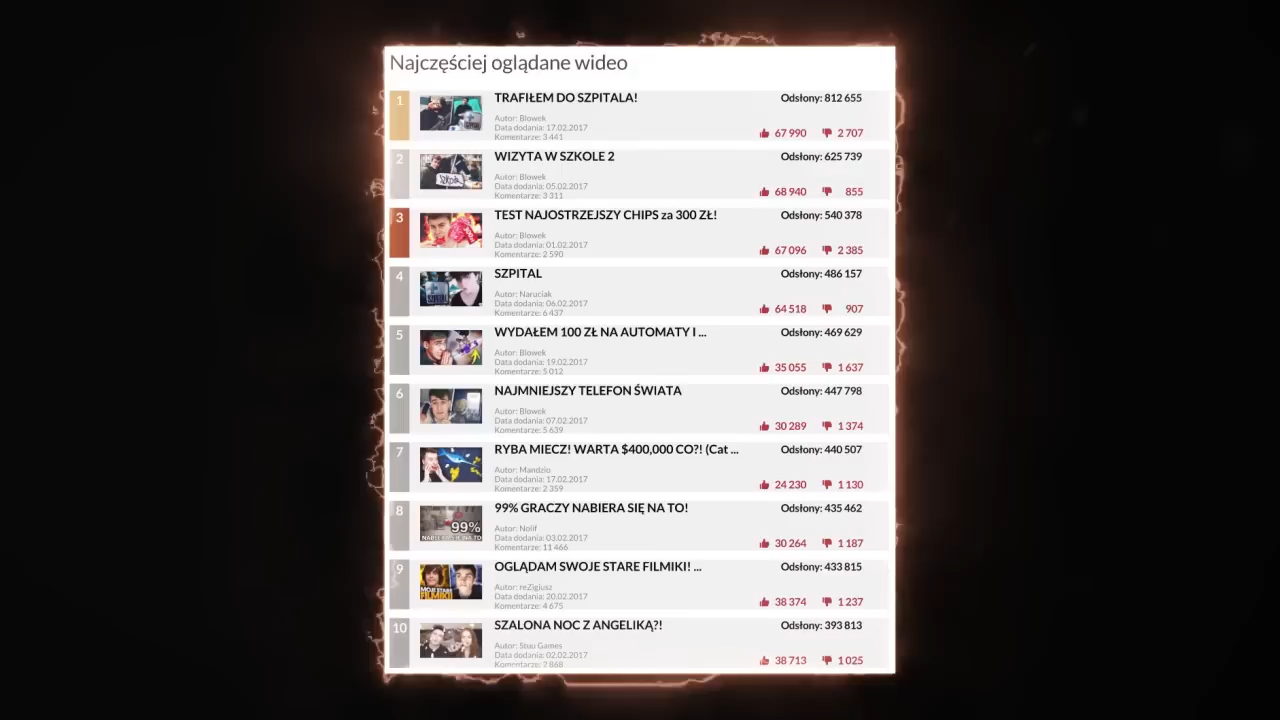 Najczęściej oglądane wideo
1
TRAFIŁEM DO SZPITALA!
Odsłony: 812 655
Autor: Blowek
Data dodania: 17.02.2017
Komentarze: 3 441
67 990
2 707
2
WIZYTA W SZKOLE 2
Odsłony: 625 739
Autor: Blowek
Data dodania: 05.02.2017
Komentarze: 3 311
68 940
855
3
TEST NAJOSTRZEJSZY CHIPS za 300 ZŁ!
Odsłony: 540 378
Autor: Blowek
Data dodania: 01.02.2017
Komentarze: 2 590
67 096
2 385
4
SZPITAL
Odsłony: 486 157
Autor: Naruciak
Data dodania: 06.02.2017
Komentarze: 6 437
64 518
907
5
WYDAŁEM 100 ZŁ NA AUTOMATY I ...
Odsłony: 469 629
Autor: Blowek
Data dodania: 19.02.2017
Komentarze: 5 012
35 055
1 637
6
NAJMNIEJSZY TELEFON ŚWIATA
Odsłony: 447 798
Autor: Blowek
Data dodania: 07.02.2017
Komentarze: 5 639
30 289
1 374
7
RYBA MIECZ! WARTA $400,000 CO?! (Cat ...
Odsłony: 440 507
Autor: Mandzio
Data dodania: 17.02.2017
Komentarze: 2 359
24 230
1 130
8
99%
99% GRACZY NABIERA SIĘ NA TO!
Odsłony: 435 462
Autor: Nolif
Data dodania: 03.02.2017
Komentarze: 11 466
30 264
1 187
9
MOJE STARE
FILMIKI!
OGLĄDAM SWOJE STARE FILMIKI! ...
Odsłony: 433 815
Autor: reZigiusz
Data dodania: 20.02.2017
Komentarze: 4 675
38 374
1 237
10
SZALONA NOC Z ANGELIKĄ?!
Odsłony: 393 813
Autor: Stuu Games
Data dodania: 02.02.2017
Komentarze: 2 868
38 713
1 025